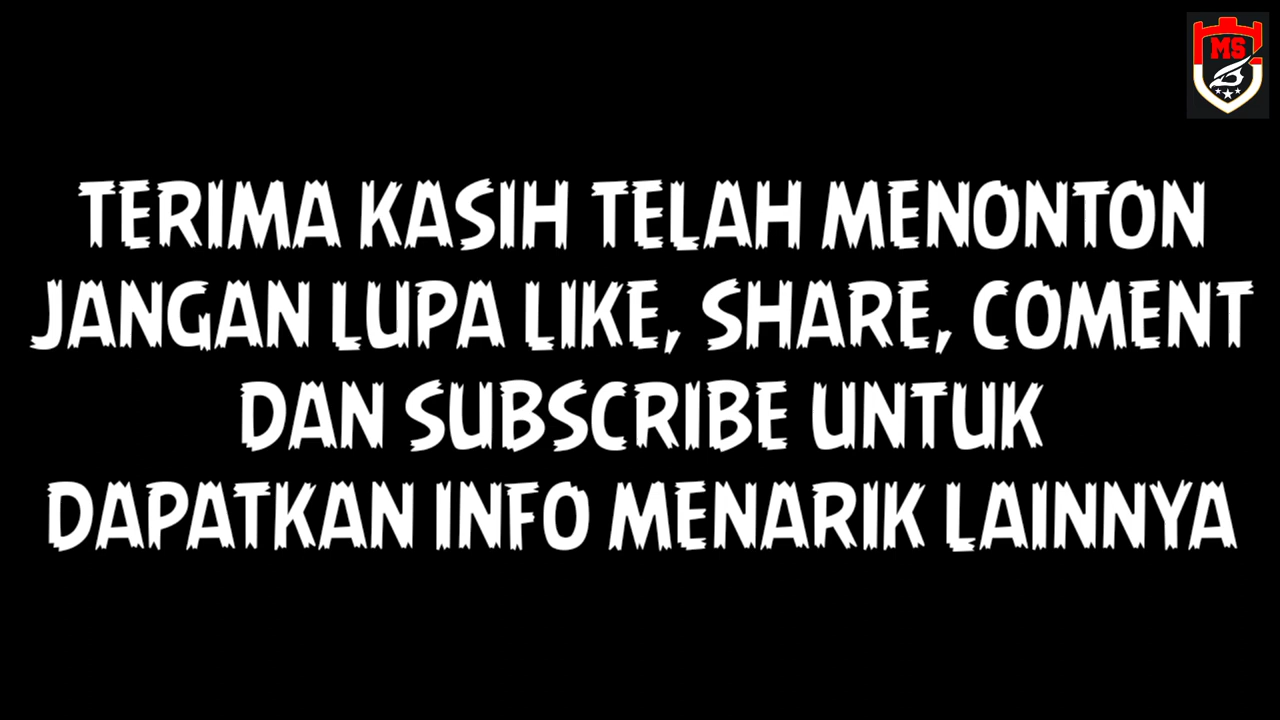 MS
TERIMA KASIH TELAH MENONTON
JANGAN LUPA LIKE, SHARE, COMENT
DAN SUBSCRIBE UNTUK
DAPATKAN INFO MENARIK LAINNYA